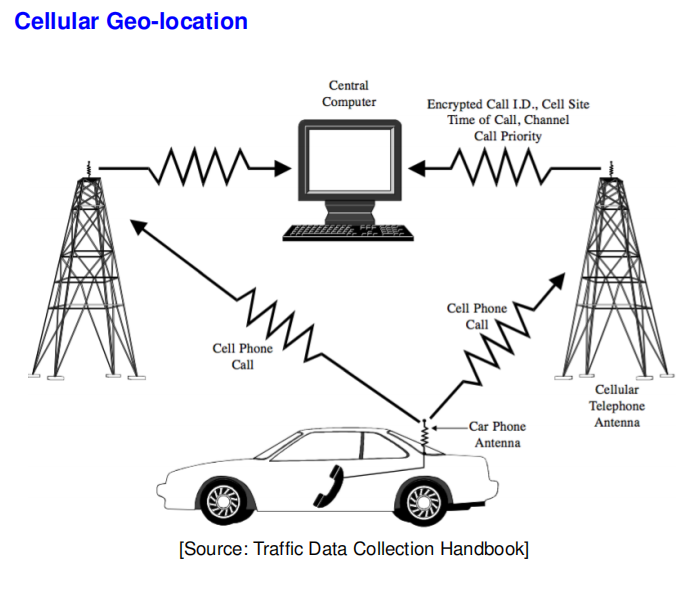 Cellular Geo-location
Central
Computer
Encrypted Call I.D., Cell Site
Time of Call, Channel
Call Priority
Cell Phone
Call
Cell Phone
Call
Cellular
Telephone
Antenna
Car Phone
Antenna
[Source: Traffic Data Collection Handbook]